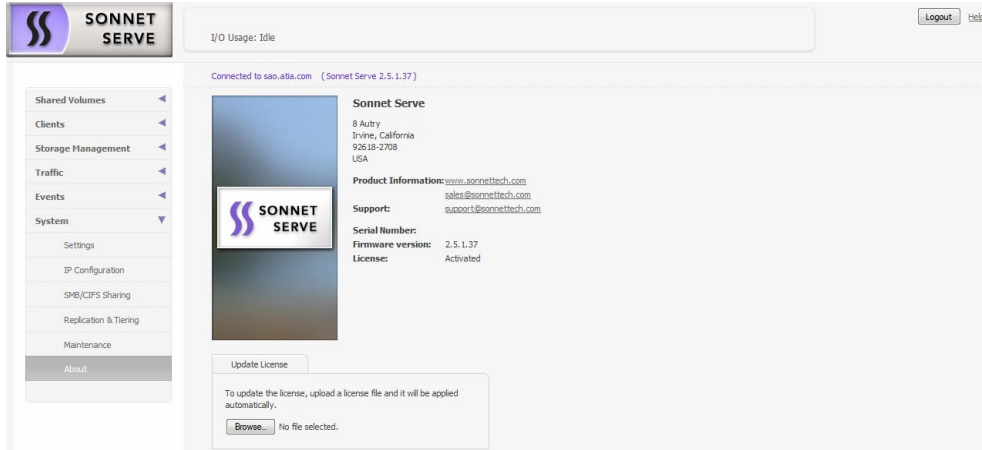 SONNET
SERVE
I/O Usage: Idle
Logout Help
Connected to sao.atia.com (Sonnet Serve 2.5.1.37)
Shared Volumes
Clients
Storage Management
Traffic
Events
System
Settings
IP Configuration
SMB/CIFS Sharing
Replication & Tiering
Maintenance
About
SONNET
SERVE
Sonnet Serve
8 Autry
Irvine, California
92618-2708
USA
Product Information: www.sonnettech.com
sales@sonnettech.com
Support: support@sonnettech.com
Serial Number:
Firmware version: 2.5.1.37
License: Activated
Update License
To update the license, upload a license file and it will be applied
automatically.
Browse... No file selected.